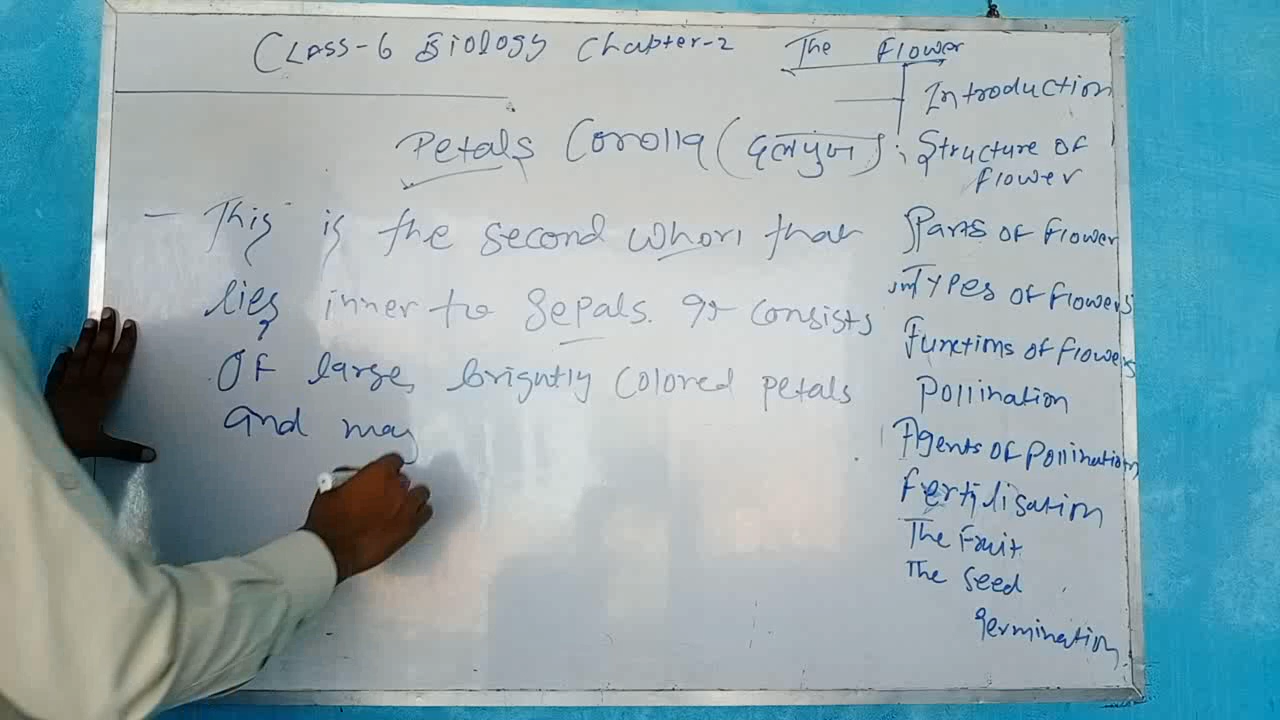 CLASS-6 Biology Chapter-2 The Flower
Introduction
Petals Corolla (दलपुंज) :
Structure of
flower
- This is the second whorl that
lies inner to sepals. It consists
of large, brightly colored petals
and may
Parts of flower
Types of flowers
Functions of flowers
Pollination
Agents of pollination
Fertilisation
The Fruit
The seed
germination